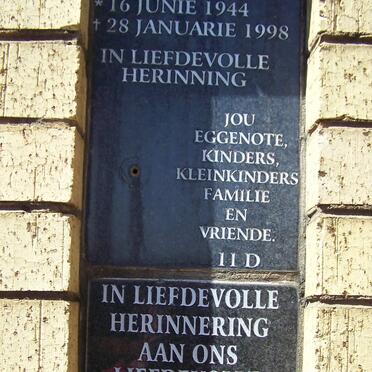 * 16 JUNIE 1944
† 28 JANUARIE 1998
IN LIEFDEVOLLE
HERINNING
JOU
EGGENOTE,
KINDERS,
KLEINKINDERS
FAMILIE
EN
VRIENDE.
11 D
IN LIEFDEVOLLE
HERINNERING
AAN ONS